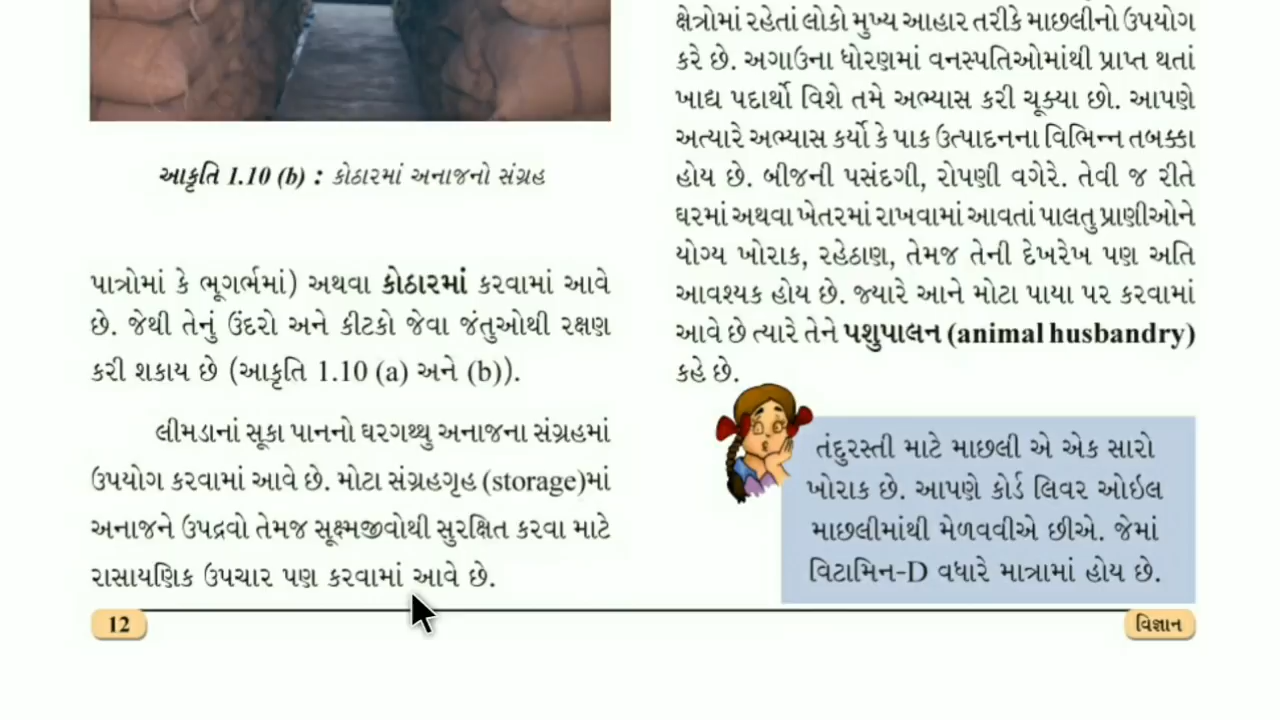 આકૃતિ 1.10 (b) : કોઠારમાં અનાજનો સંગ્રહ
પાત્રોમાં કે ભૂગર્ભમાં) અથવા કોઠારમાં કરવામાં આવે
છે. જેથી તેનું ઉંદરો અને કીટકો જેવા જંતુઓથી રક્ષણ
કરી શકાય છે (આકૃતિ 1.10 (a) અને (b)).
લીમડાનાં સૂકા પાનનો ઘરગથ્થુ અનાજના સંગ્રહમાં
ઉપયોગ કરવામાં આવે છે. મોટા સંગ્રહગૃહ (storage)માં
અનાજને ઉપદ્રવો તેમજ સૂક્ષ્મજીવોથી સુરક્ષિત કરવા માટે
રાસાયણિક ઉપચાર પણ કરવામાં આવે છે.
ક્ષેત્રોમાં રહેતાં લોકો મુખ્ય આહાર તરીકે માછલીનો ઉપયોગ
કરે છે. અગાઉના ધોરણમાં વનસ્પતિઓમાંથી પ્રાપ્ત થતાં
ખાદ્ય પદાર્થો વિશે તમે અભ્યાસ કરી ચૂક્યા છો. આપણે
અત્યારે અભ્યાસ કર્યો કે પાક ઉત્પાદનના વિભિન્ન તબક્કા
હોય છે. બીજની પસંદગી, રોપણી વગેરે. તેવી જ રીતે
ઘરમાં અથવા ખેતરમાં રાખવામાં આવતાં પાલતુ પ્રાણીઓને
યોગ્ય ખોરાક, રહેઠાણ, તેમજ તેની દેખરેખ પણ અતિ
આવશ્યક હોય છે. જ્યારે આને મોટા પાયા પર કરવામાં
આવે છે ત્યારે તેને પશુપાલન (animal husbandry)
કહે છે.
તંદુરસ્તી માટે માછલી એ એક સારો
ખોરાક છે. આપણે કોર્ડ લિવર ઓઇલ
માછલીમાંથી મેળવવીએ છીએ. જેમાં
વિટામિન-D વધારે માત્રામાં હોય છે.
12
વિજ્ઞાન